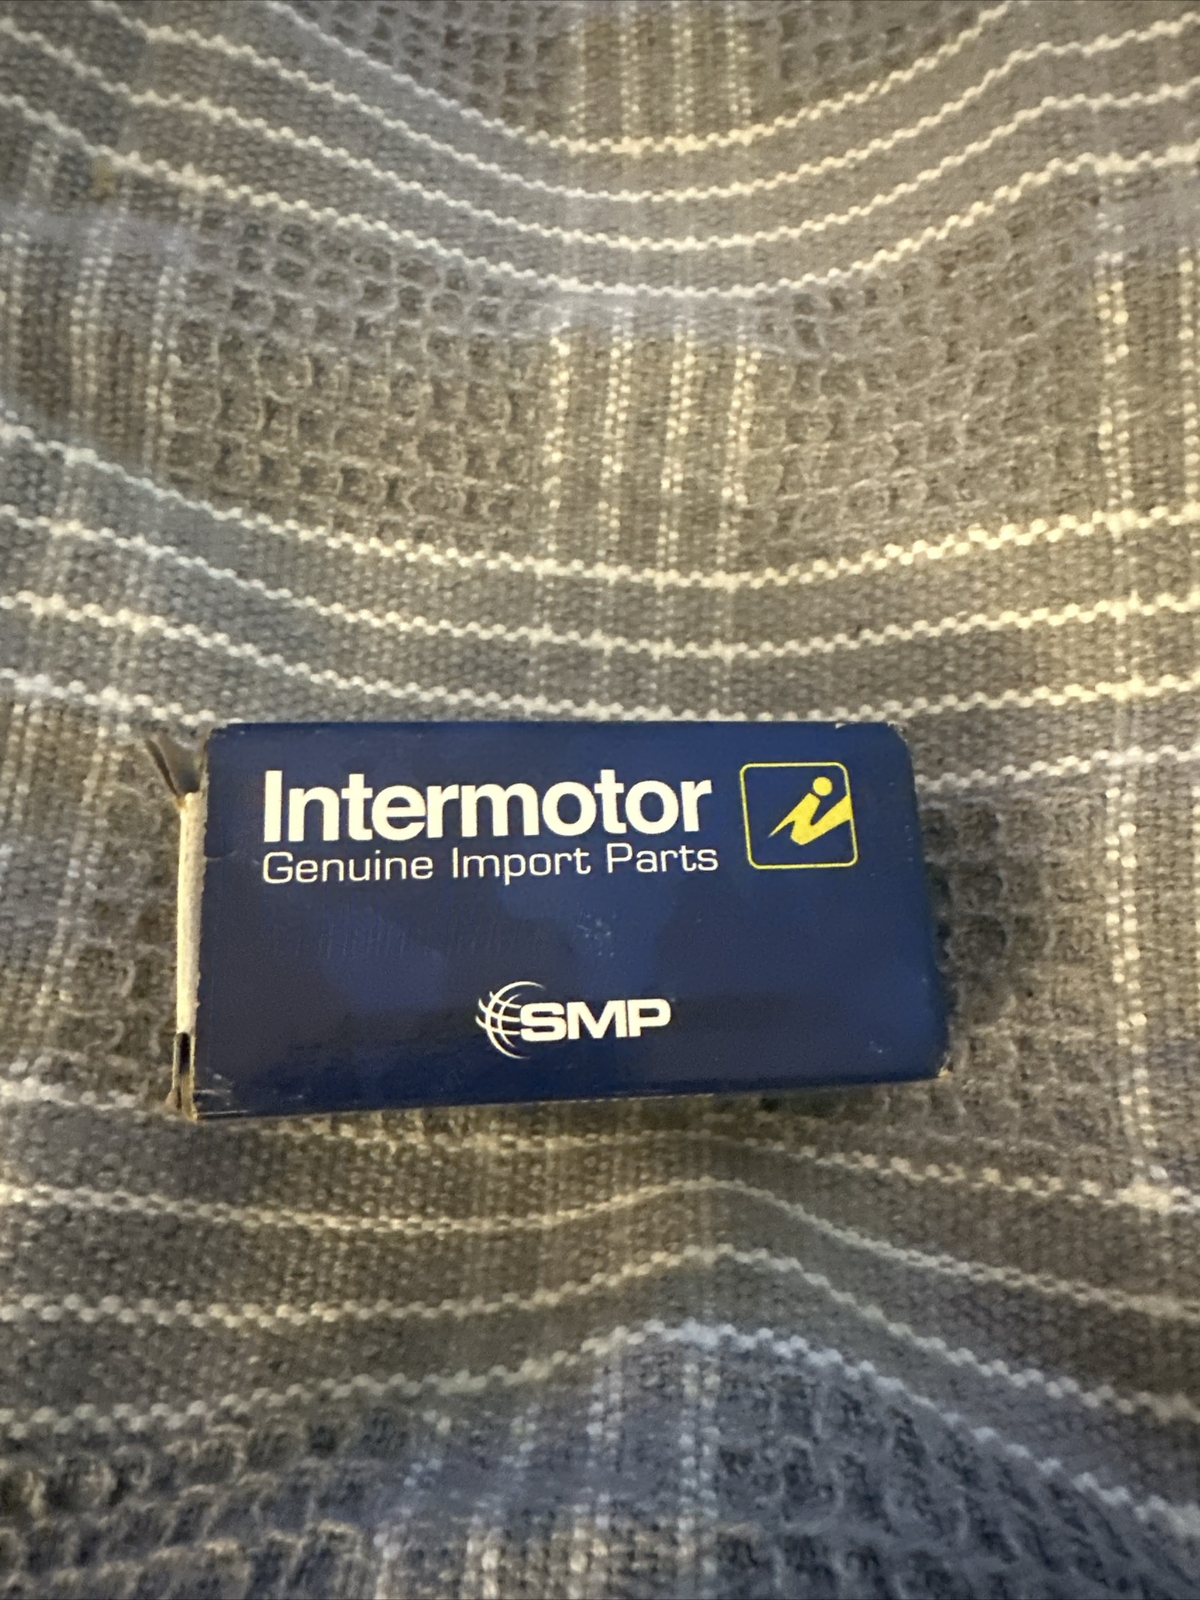 Intermotor
Genuine Import Parts
SMP